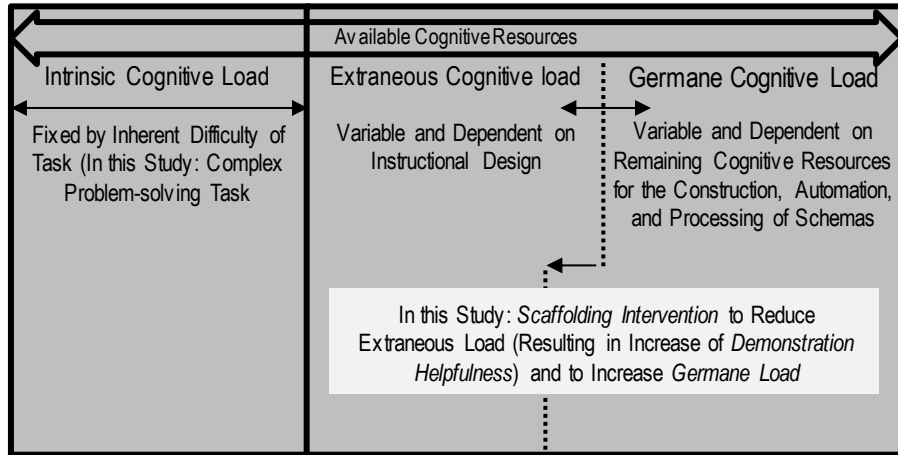 Available Cognitive Resources
Intrinsic Cognitive Load
Fixed by Inherent Difficulty of
Task (In this Study: Complex
Problem-solving Task
Extraneous Cognitive load
Variable and Dependent on
Instructional Design
Germane Cognitive Load
Variable and Dependent on
Remaining Cognitive Resources
for the Construction, Automation,
and Processing of Schemas
In this Study: Scaffolding Intervention to Reduce
Extraneous Load (Resulting in Increase of Demonstration
Helpfulness) and to Increase Germane Load